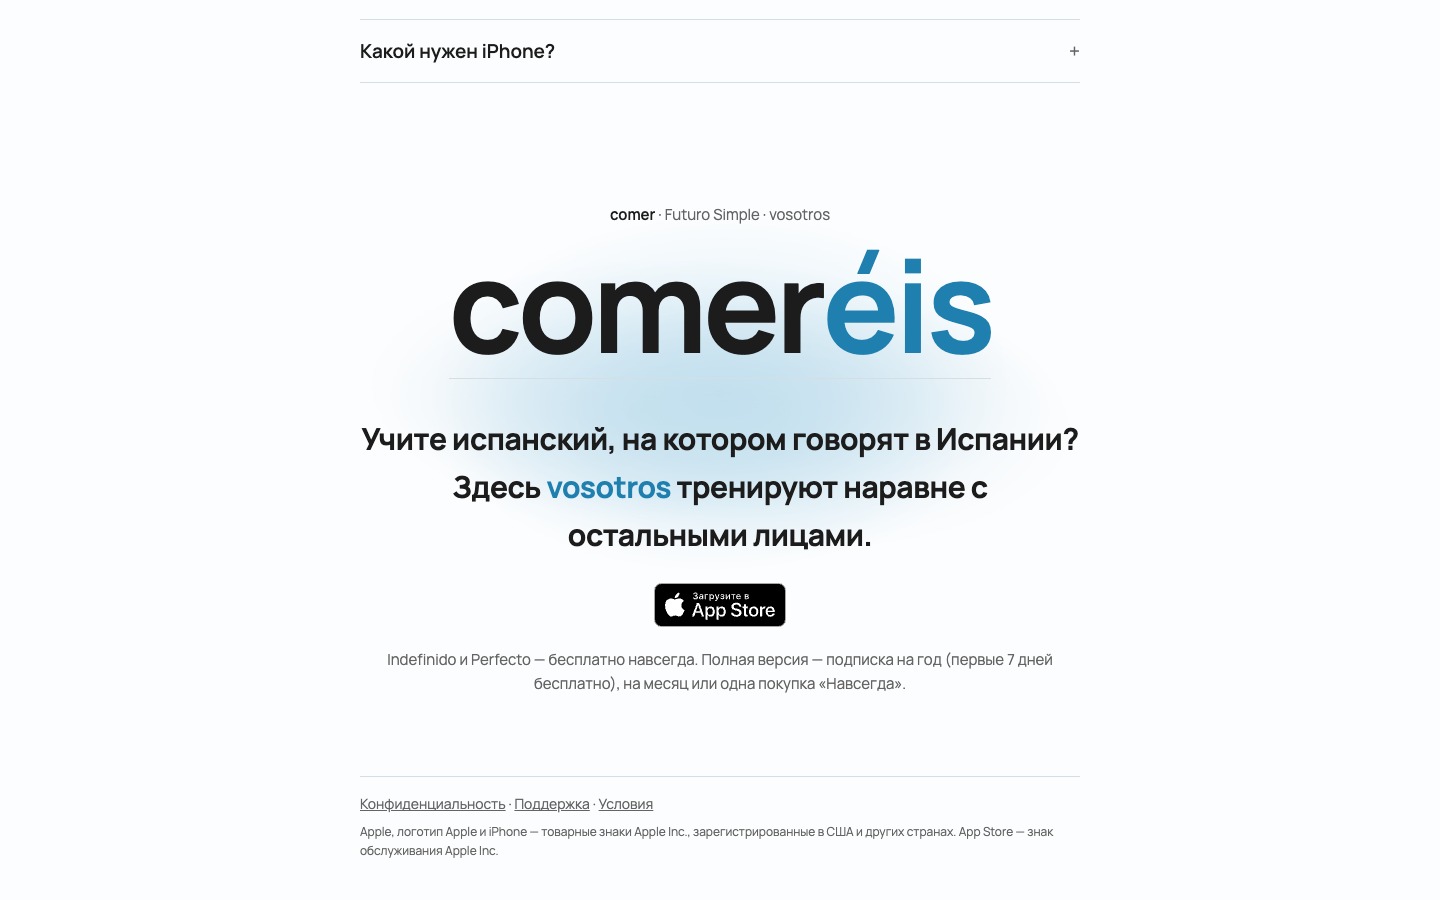 Какой нужен iPhone? +
comer · Futuro Simple · vosotros
comeréis
Учите испанский, на котором говорят в Испании?
Здесь vosotros тренируют наравне с
остальными лицами.
Загрузите в
App Store
Indefinido и Perfecto — бесплатно навсегда. Полная версия — подписка на год (первые 7 дней
бесплатно), на месяц или одна покупка «Навсегда».
Конфиденциальность · Поддержка · Условия
Apple, логотип Apple и iPhone — товарные знаки Apple Inc., зарегистрированные в США и других странах. App Store — знак
обслуживания Apple Inc.